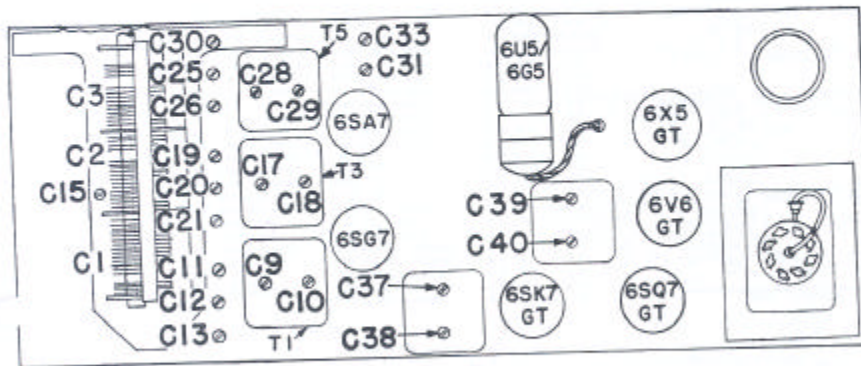 C30
T5
C33
C25
C28
C31
C3
C26
C29
6SA7
6U5/
6G5
6X5
GT
C2
C19
C17
T3
C15
C20
C18
C39
6V6
GT
C21
6SG7
C40
C1
C11
C9
C37
C12
C10
6SK7
GT
6SQ7
GT
C13
T1
C38